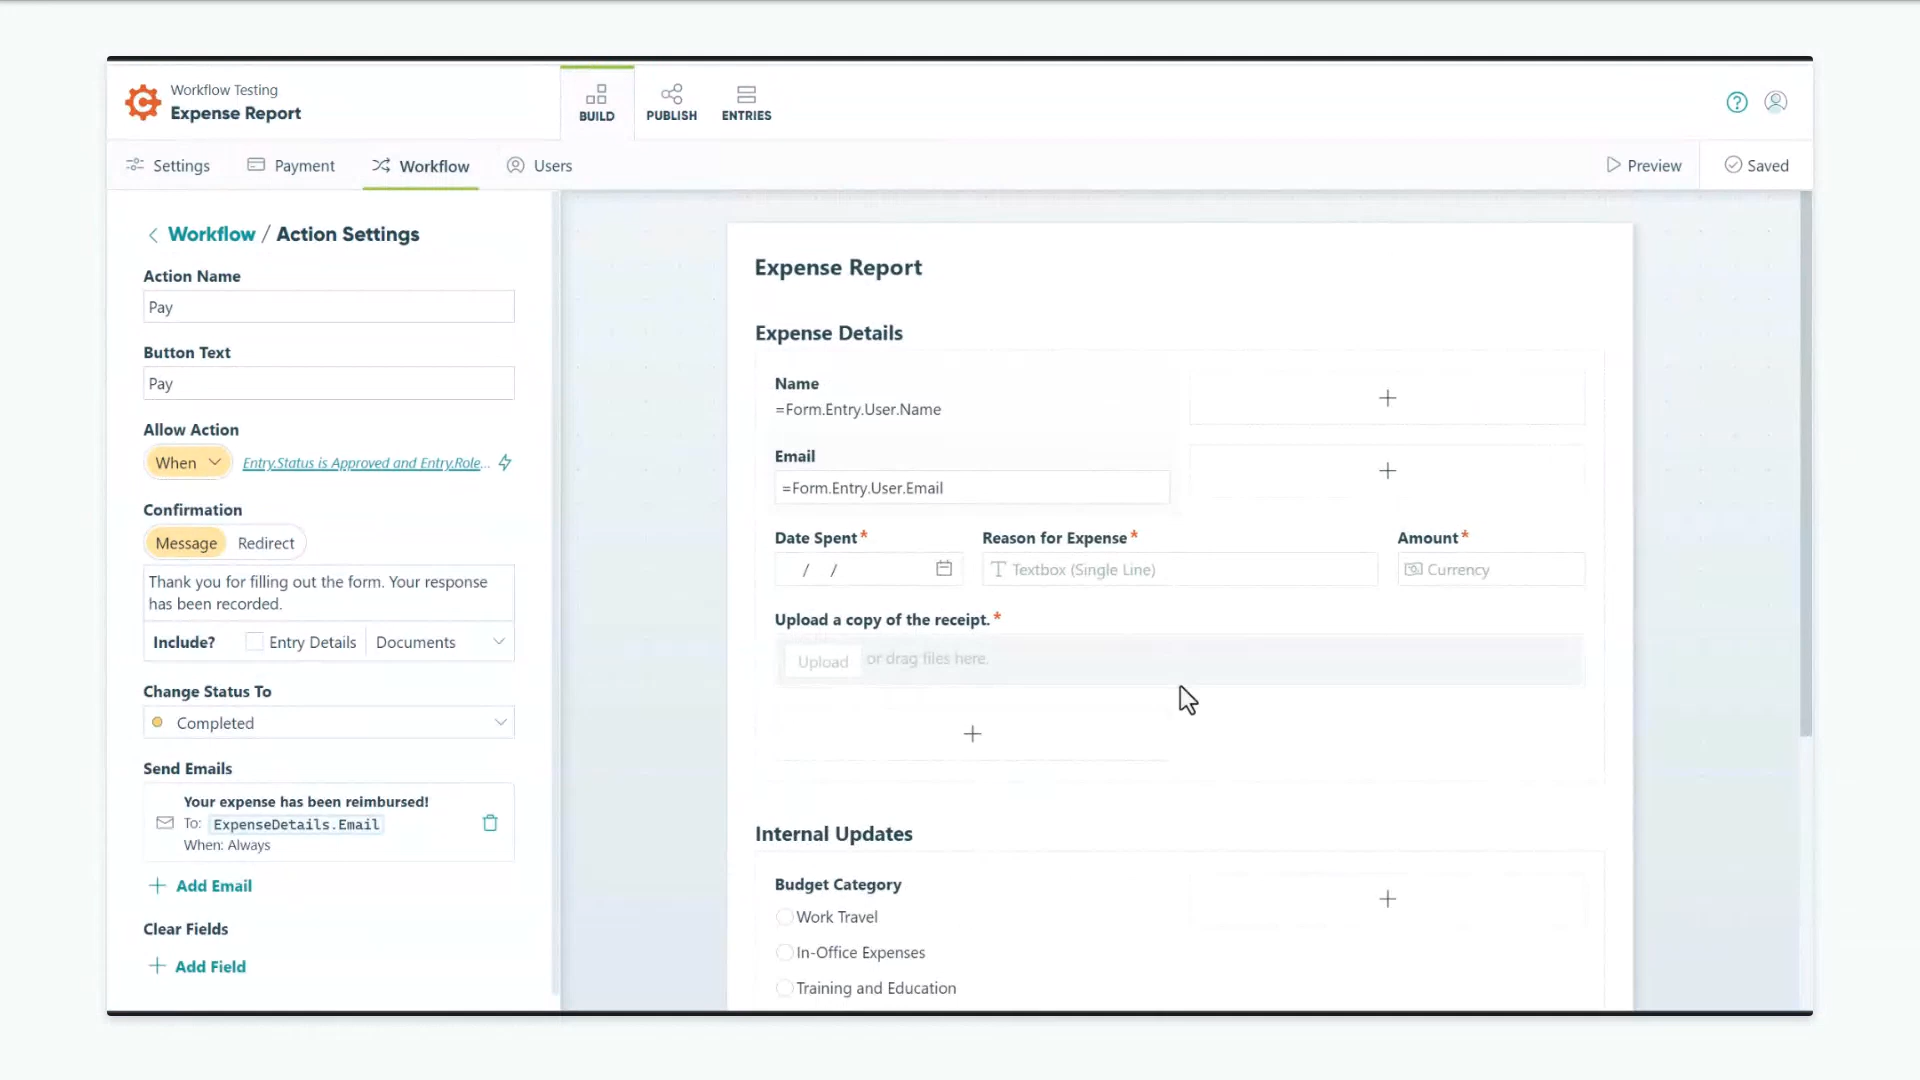 Workflow Testing
Expense Report
BUILD
PUBLISH
ENTRIES
Settings
Payment
Workflow
Users
Preview
Saved
Workflow / Action Settings
Action Name
Pay
Button Text
Pay
Allow Action
When
Entry.Status is Approved and Entry.Role...
Confirmation
Message
Redirect
Thank you for filling out the form. Your response
has been recorded.
Include?
Entry Details
Documents
Change Status To
Completed
Send Emails
Your expense has been reimbursed!
To: ExpenseDetails.Email
When: Always
Add Email
Clear Fields
Add Field
Expense Report
Expense Details
Name
=Form.Entry.User.Name
Email
=Form.Entry.User.Email
Date Spent*
Reason for Expense*
Amount*
/ /
Textbox (Single Line)
Currency
Upload a copy of the receipt.*
Upload or drag files here.
Internal Updates
Budget Category
Work Travel
In-Office Expenses
Training and Education